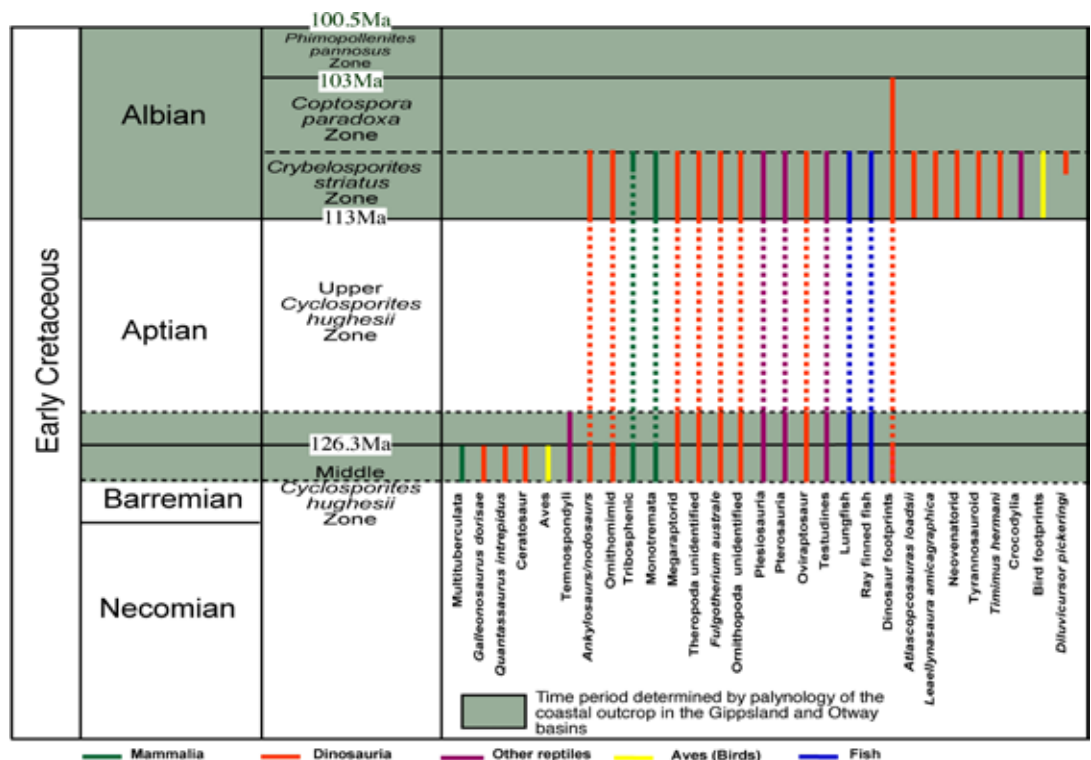 100.5Ma
Phimopollenites
pannosus
Zone
103Ma
Albian
Coptospora
paradoxa
Zone
Crybelosporites
striatus
Zone
113Ma
Early Cretaceous
Upper
Cyclosporites
hughesii
Zone
Aptian
126.3Ma
Middle
Cyclosporites
hughesii
Zone
Barremian
Necomian
Multituberculata
Galleonosaurus dorisae
Quantassaurus intrepidus
Ceratosaur
Aves
Temnospondyli
Ankylosaurs/nodosaurs
Ornithomimid
Tribosphenic
Monotremata
Megaraptorid
Theropoda unidentified
Fulgotherium australe
Ornithopoda unidentified
Plesiosauria
Pterosauria
Oviraptosaur
Testudines
Lungfish
Ray finned fish
Dinosaur footprints
Atlascopcosauras loadsii
Leaellynasaura amicagraphica
Neovenatorid
Tyrannosauroid
Timimus hermani
Crocodylia
Bird footprints
Diluvicursor pickeringi
Time period determined by palynology of the
coastal outcrop in the Gippsland and Otway
basins
Mammalia
Dinosauria
Other reptiles
Aves (Birds)
Fish